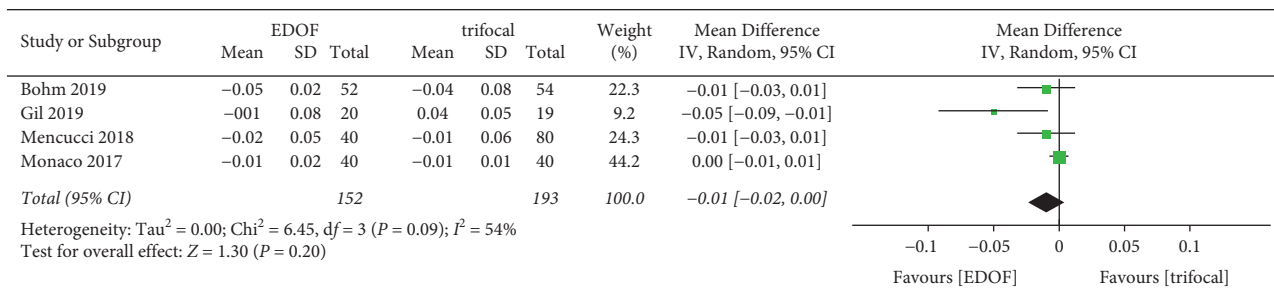 Study or Subgroup EDOF trifocal Weight (%) Mean Difference IV, Random, 95% CI Mean Difference IV, Random, 95% CI
Mean SD Total Mean SD Total
Bohm 2019 −0.05 0.02 52 −0.04 0.08 54 22.3 −0.01 [−0.03, 0.01]
Gil 2019 −001 0.08 20 0.04 0.05 19 9.2 −0.05 [−0.09, −0.01]
Mencucci 2018 −0.02 0.05 40 −0.01 0.06 80 24.3 −0.01 [−0.03, 0.01]
Monaco 2017 −0.01 0.02 40 −0.01 0.01 40 44.2 0.00 [−0.01, 0.01]
Total (95% CI) 152 193 100.0 −0.01 [−0.02, 0.00]
Heterogeneity: Tau² = 0.00; Chi² = 6.45, df = 3 (P = 0.09); I² = 54%
Test for overall effect: Z = 1.30 (P = 0.20)
−0.1 −0.05 0 0.05 0.1
Favours [EDOF] Favours [trifocal]